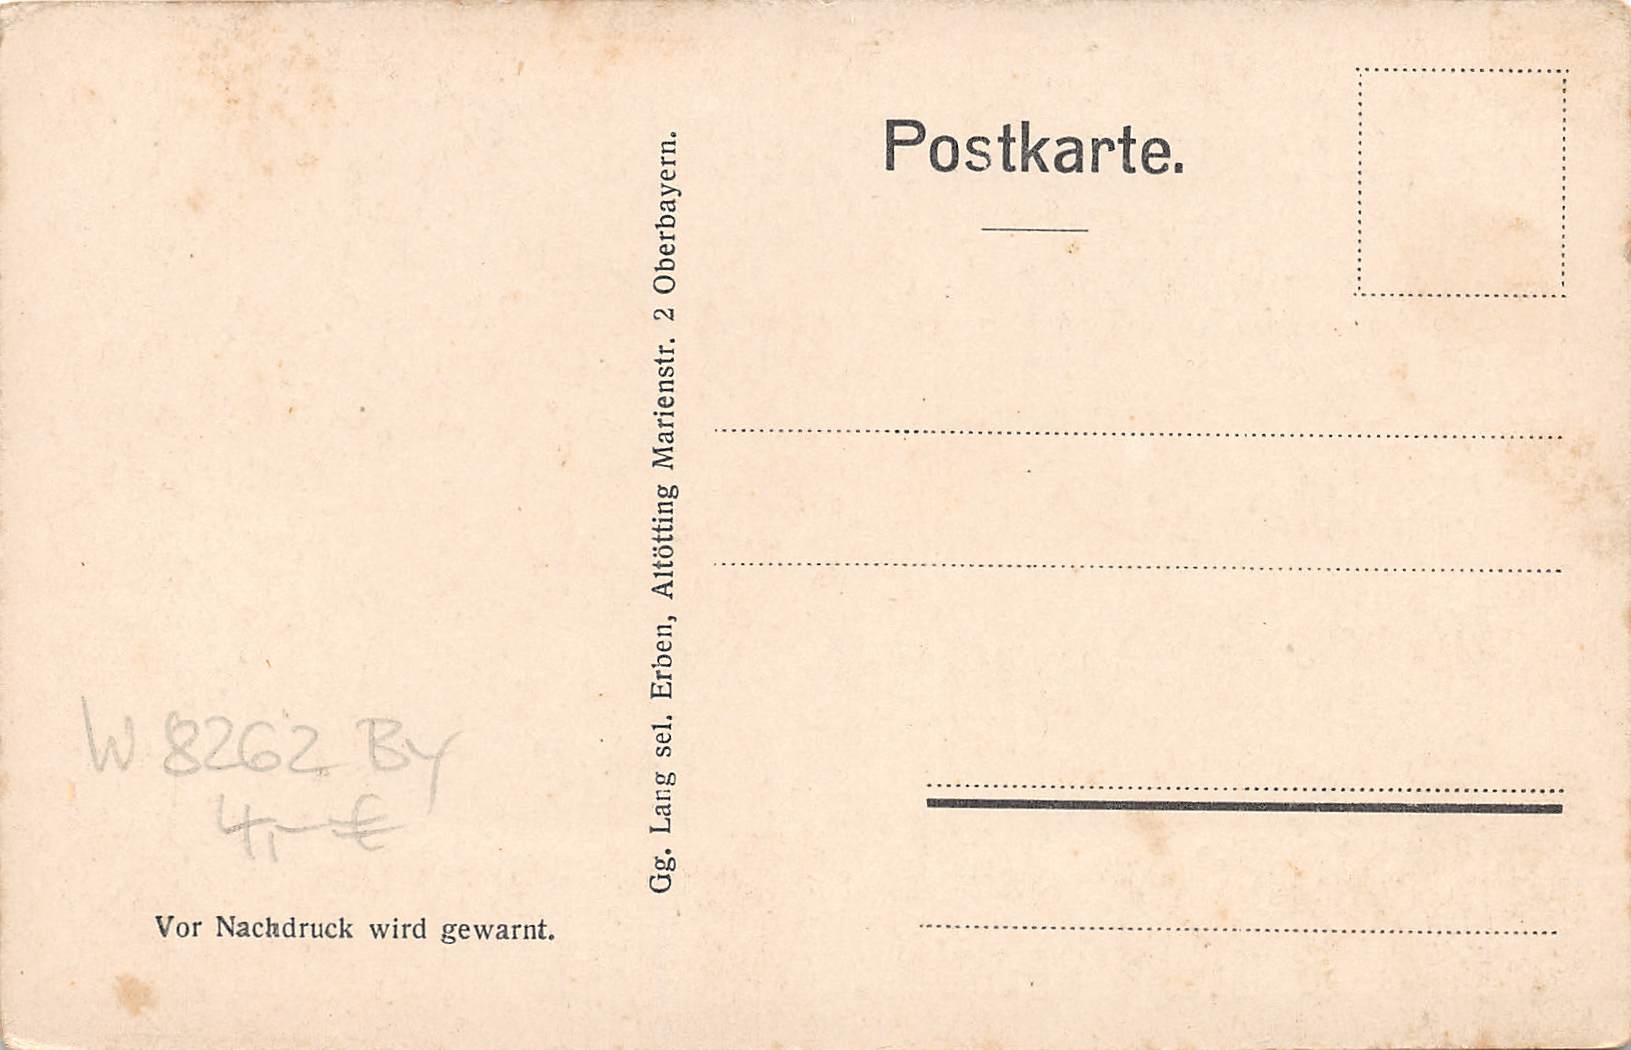 Postkarte.
Gg. Lang sel. Erben, Altötting Marienstr. 2 Oberbayern.
W 8262 By
4,- €
Vor Nachdruck wird gewarnt.